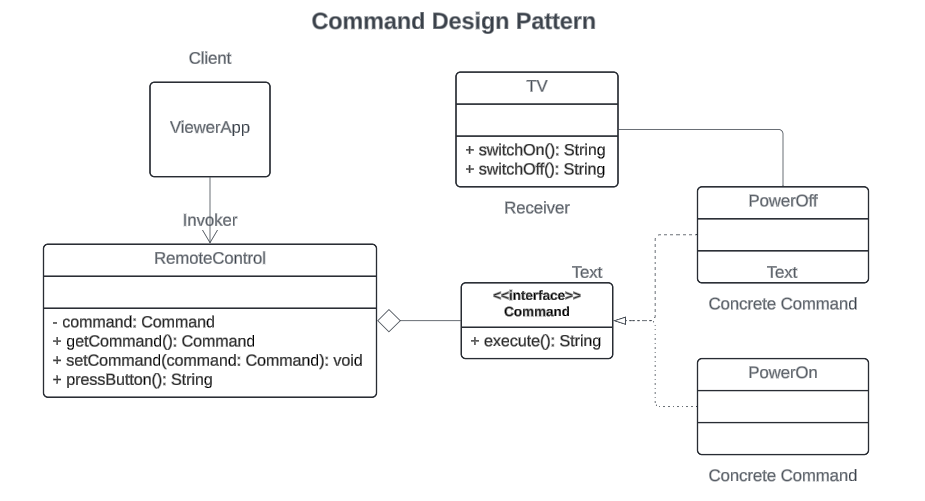 Command Design Pattern
Client
ViewerApp
Invoker
RemoteControl
- command: Command
+ getCommand(): Command
+ setCommand(command: Command): void
+ pressButton(): String
TV
+ switchOn(): String
+ switchOff(): String
Receiver
Text
<<interface>>
Command
+ execute(): String
PowerOff
Text
Concrete Command
PowerOn
Concrete Command